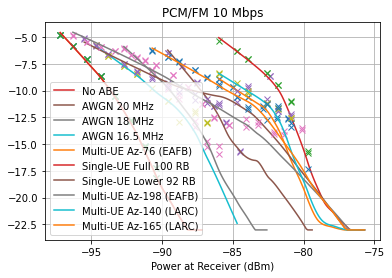 PCM/FM 10 Mbps
−5.0
−7.5
−10.0
−12.5
−15.0
−17.5
−20.0
−22.5
No ABE
AWGN 20 MHz
AWGN 18 MHz
AWGN 16.5 MHz
Multi-UE Az-76 (EAFB)
Single-UE Full 100 RB
Single-UE Lower 92 RB
Multi-UE Az-198 (EAFB)
Multi-UE Az-140 (LARC)
Multi-UE Az-165 (LARC)
−95 −90 −85 −80 −75
Power at Receiver (dBm)